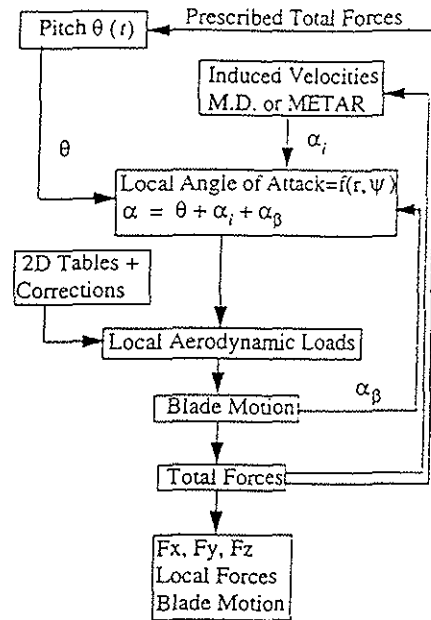 Prescribed Total Forces
Pitch θ (t)
Induced Velocities
M.D. or METAR
α_i
θ
Local Angle of Attack=f(r,ψ)
α = θ + α_i + α_β
2D Tables +
Corrections
Local Aerodynamic Loads
α_β
Blade Motion
Total Forces
Fx, Fy, Fz
Local Forces
Blade Motion